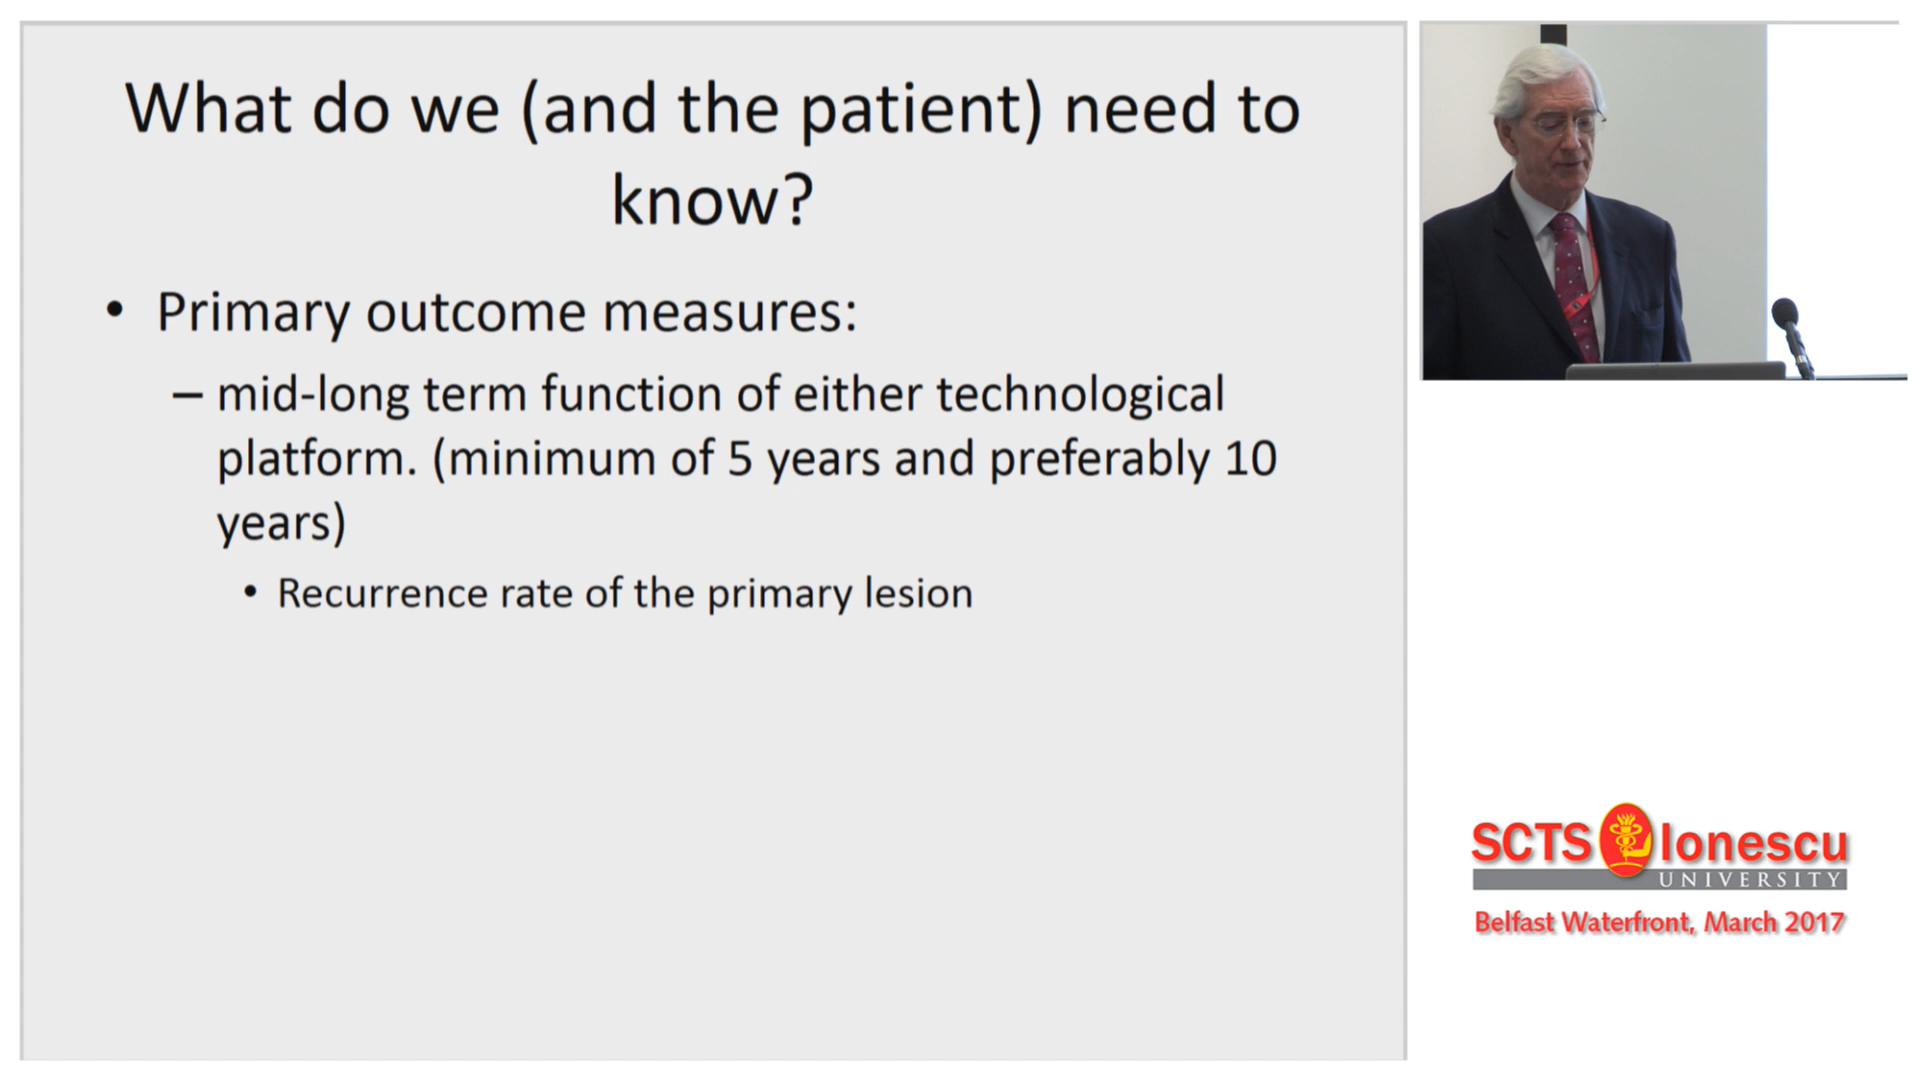 What do we (and the patient) need to
know?
• Primary outcome measures:
– mid-long term function of either technological
platform. (minimum of 5 years and preferably 10
years)
• Recurrence rate of the primary lesion
SCTS Ionescu
UNIVERSITY
Belfast Waterfront, March 2017